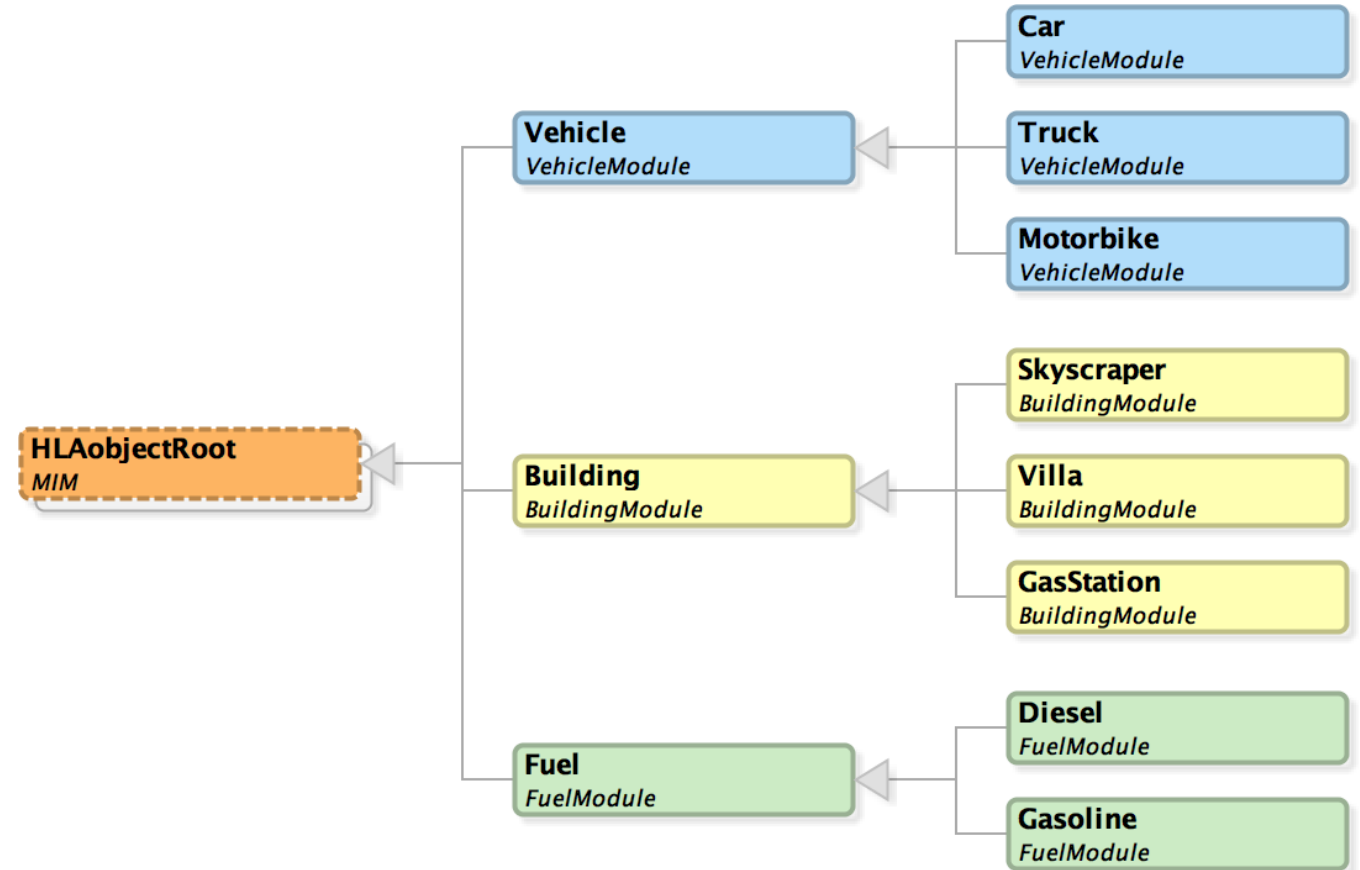 Car
VehicleModule
Vehicle
VehicleModule
Truck
VehicleModule
Motorbike
VehicleModule
Skyscraper
BuildingModule
HLAobjectRoot
MIM
Building
BuildingModule
Villa
BuildingModule
GasStation
BuildingModule
Diesel
FuelModule
Fuel
FuelModule
Gasoline
FuelModule